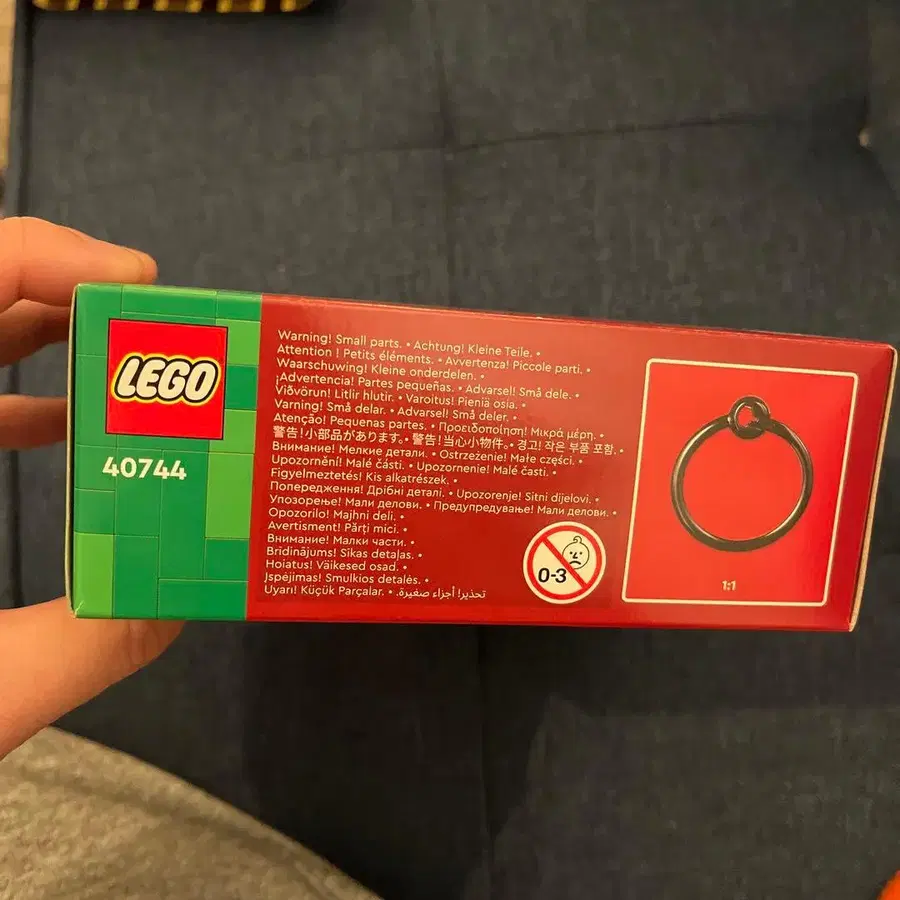 LEGO
40744
Warning! Small parts. • Achtung! Kleine Teile. •
Attention ! Petits éléments. • Avvertenza! Piccole parti. •
Waarschuwing! Kleine onderdelen. •
¡Advertencia! Partes pequeñas. • Advarsel! Små dele. •
Viðvörun! Litlir hlutir. • Varoitus! Pieniä osia. •
Varning! Små delar. • Advarsel! Små deler. •
Atenção! Pequenas partes. • Προειδοποίηση! Μικρά μέρη. •
警告!小部品があります。• 警告!当心小物件。• 경고! 작은 부품 포함. •
Внимание! Мелкие детали. • Ostrzeżenie! Małe części. •
Upozornění! Malé části. • Upozornenie! Malé časti. •
Figyelmeztetés! Kis alkatrészek. •
Попередження! Дрібні деталі. • Upozorenje! Sitni dijelovi. •
Упозорење! Мали делови. • Предупредување! Мали делови. •
Opozorilo! Majhni deli. •
Avertisment! Părți mici. •
Внимание! Малки части. •
Brīdinājums! Sīkas detaļas. •
Hoiatus! Väikesed osad. •
Įspėjimas! Smulkios detalės. •
Uyarı! Küçük Parçalar. • تحذير! أجزاء صغيرة.
0-3
1:1